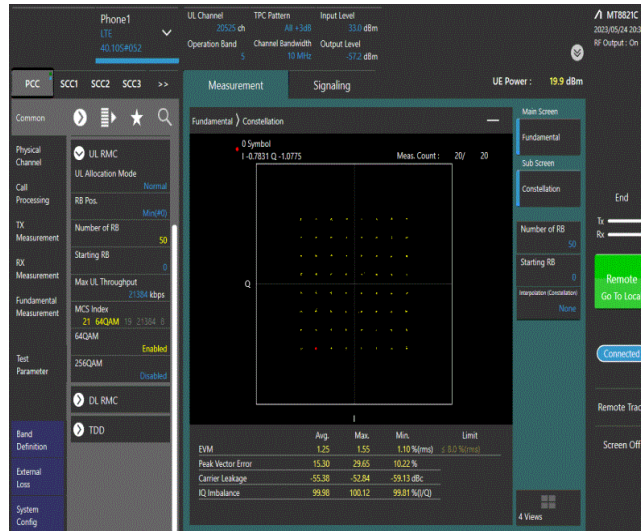 Phone1
LTE
40.105#052
UL Channel TPC Pattern Input Level
20525 ch Alt +3dB 33.0 dBm
Operation Band Channel Bandwidth Output Level
5 10 MHz -57.2 dBm
MT8821C
2023/05/24 20:3
RF Output : On
PCC SCC1 SCC2 SCC3 >>
Measurement Signaling
UE Power : 19.9 dBm
Common
Physical
Channel
Call
Processing
TX
Measurement
RX
Measurement
Fundamental
Measurement
Test
Parameter
Band
Definition
External
Loss
System
Config
UL RMC
UL Allocation Mode
Normal
RB Pos.
Min(#0)
Number of RB
50
Starting RB
0
Max UL Throughput
21384 kbps
MCS Index
21 64QAM 19 21384 8
64QAM
Enabled
256QAM
Disabled
DL RMC
TDD
Fundamental 〉 Constellation
0 Symbol
I -0.7831 Q -1.0775
Meas. Count : 20/ 20
Q
I
Avg. Max. Min. Limit
EVM 1.25 1.55 1.10 %(rms) ≤ 8.0 %(rms)
Peak Vector Error 15.30 29.65 10.22 %
Carrier Leakage -55.38 -52.84 -59.13 dBc
IQ Imbalance 99.98 100.12 99.81 %(I/Q)
Main Screen
Fundamental
Sub Screen
Constellation
Number of RB
50
Starting RB
0
Interpolation (Constellation)
None
4 Views
End
Tx
Rx
Remote
Go To Loca
Connected
Remote Trac
Screen Off